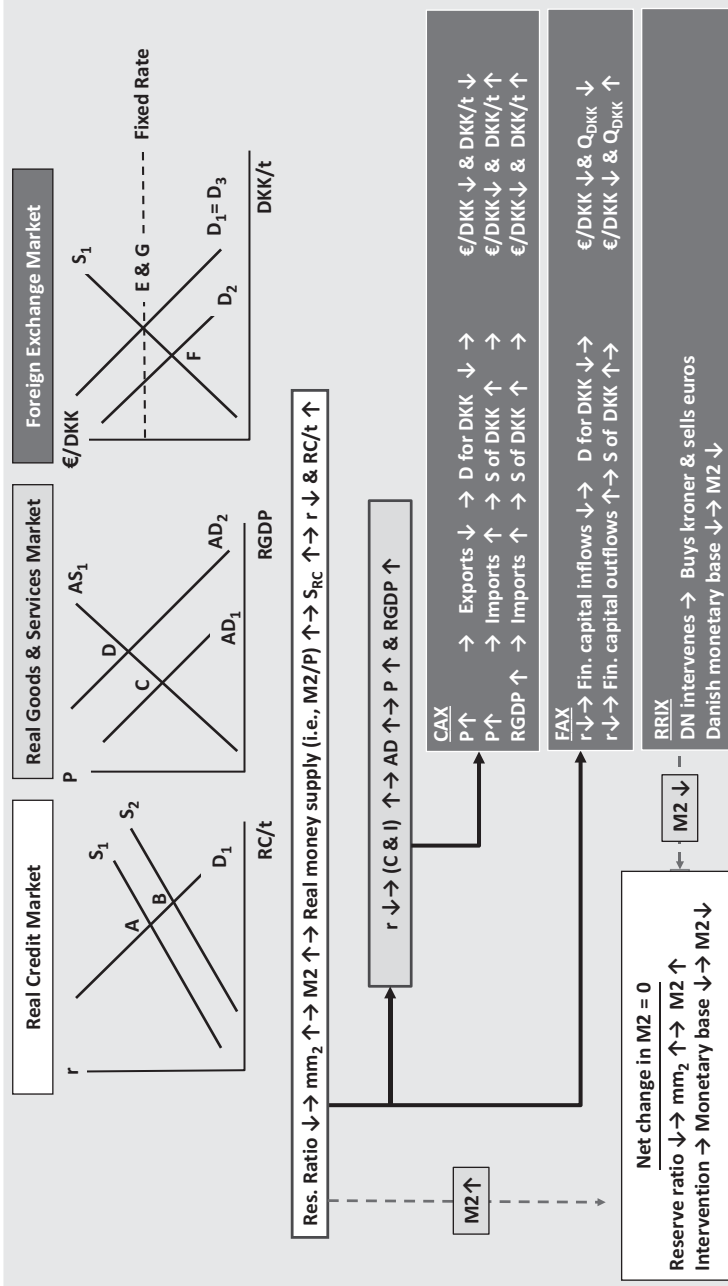 Real Credit Market
r
S₁
S₂
A
B
D₁
RC/t
Real Goods & Services Market
P
AS₁
D
C
AD₂
AD₁
RGDP
Foreign Exchange Market
€/DKK
S₁
E & G
Fixed Rate
F
D₁= D₃
D₂
DKK/t
Res. Ratio ↓→ mm₂ ↑→ M2 ↑→ Real money supply (i.e., M2/P) ↑→ S_RC ↑→ r ↓ & RC/t ↑
r ↓→ (C & I) ↑→ AD ↑→ P ↑ & RGDP ↑
CAX
P↑ → Exports ↓ → D for DKK ↓ → €/DKK ↓ & DKK/t ↓
P↑ → Imports ↑ → S of DKK ↑ → €/DKK↓ & DKK/t ↑
RGDP ↑ → Imports ↑ → S of DKK ↑ → €/DKK↓ & DKK/t ↑
FAX
r ↓→ Fin. capital inflows ↓→ D for DKK ↓→ €/DKK ↓& Q_DKK ↓
r ↓→ Fin. capital outflows ↑→ S of DKK ↑→ €/DKK ↓ & Q_DKK ↑
RRIX
DN intervenes → Buys kroner & sells euros
Danish monetary base ↓→ M2 ↓
M2↑
M2 ↓
Net change in M2 = 0
Reserve ratio ↓→ mm₂ ↑→ M2 ↑
Intervention → Monetary base ↓→ M2↓